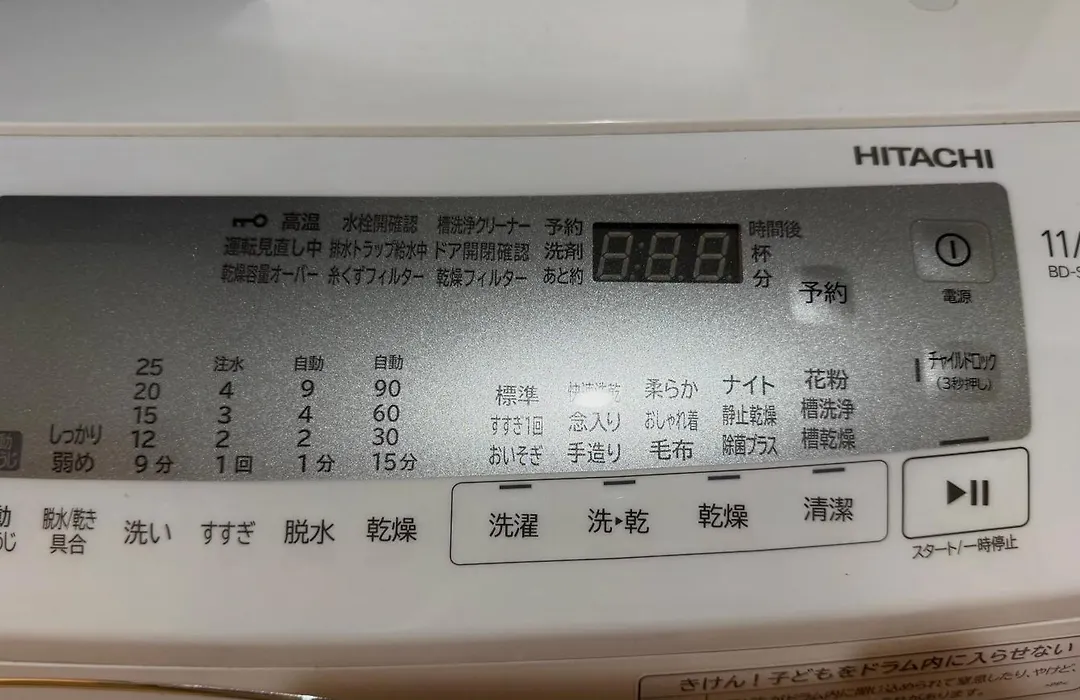 HITACHI
高温 水栓開確認 槽洗浄クリーナー 予約 時間後
運転見直し中 排水トラップ給水中 ドア開閉確認 洗剤 杯
乾燥容量オーバー 糸くずフィルター 乾燥フィルター あと約 分
予約
電源
11/
BD-S
チャイルドロック
(3秒押し)
25 注水 自動 自動
20 4 9 90
15 3 4 60
しっかり 12 2 2 30
弱め 9分 1回 1分 15分
標準 柔らか ナイト 花粉
すすぎ1回 念入り おしゃれ着 静止乾燥 槽洗浄
おいそぎ 手造り 毛布 除菌プラス 槽乾燥
脱水/乾き
具合
洗い すすぎ 脱水 乾燥
洗濯 洗▸乾 乾燥 清潔
スタート/一時停止
きけん!子どもをドラム内に入らせない